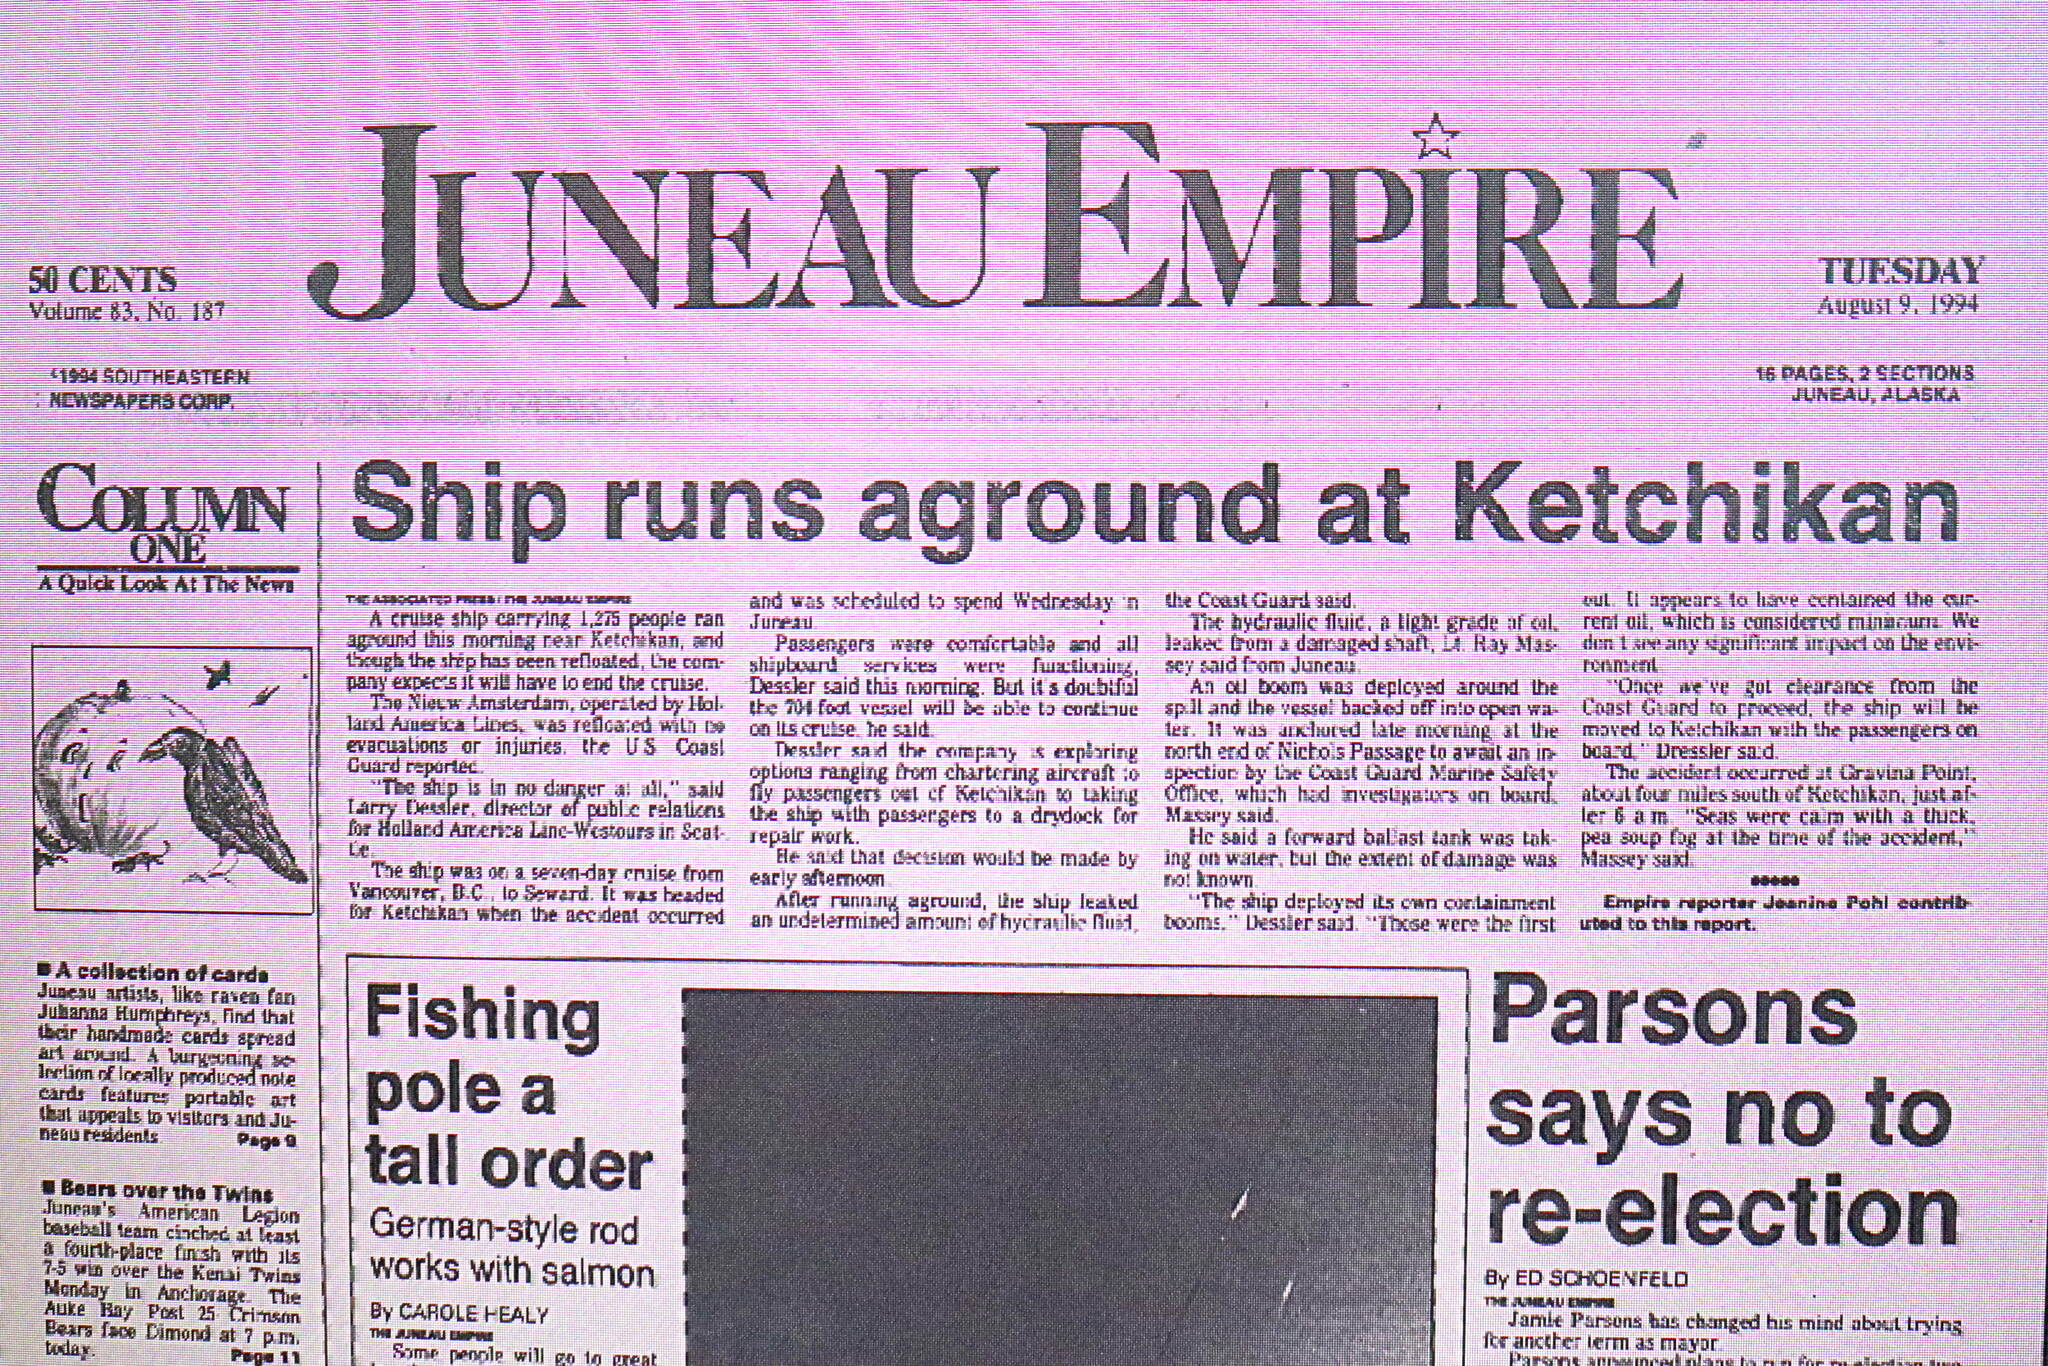 JUNEAU EMPIRE
50 CENTS
Volume 83, No. 187
TUESDAY
August 9, 1994
©1994 SOUTHEASTERN
NEWSPAPERS CORP.
16 PAGES, 2 SECTIONS
JUNEAU, ALASKA
COLUMN
ONE
A Quick Look At The News
■ A collection of cards
Juneau artists, like raven fan
Juhanna Humphreys, find that
their handmade cards spread
art around. A burgeoning se-
lection of locally produced note
cards features portable art
that appeals to visitors and Ju-
neau residents. Page 9
■ Bears over the Twins
Juneau's American Legion
baseball team cinched at least
a fourth-place finish with its
7-5 win over the Kenai Twins
Monday in Anchorage. The
Auke Bay Post 25 Crimson
Bears face Dimond at 7 p.m.
today. Page 11
Ship runs aground at Ketchikan
THE ASSOCIATED PRESS / THE JUNEAU EMPIRE
A cruise ship carrying 1,275 people ran
aground this morning near Ketchikan, and
though the ship has been refloated, the com-
pany expects it will have to end the cruise.
The Nieuw Amsterdam, operated by Hol-
land America Lines, was refloated with no
evacuations or injuries, the U.S. Coast
Guard reported.
"The ship is in no danger at all," said
Larry Dessler, director of public relations
for Holland America Line-Westours in Seat-
tle.
The ship was on a seven-day cruise from
Vancouver, B.C., to Seward. It was headed
for Ketchikan when the accident occurred
and was scheduled to spend Wednesday in
Juneau.
Passengers were comfortable and all
shipboard services were functioning,
Dessler said this morning. But it's doubtful
the 704 foot vessel will be able to continue
on its cruise, he said.
Dessler said the company is exploring
options ranging from chartering aircraft to
fly passengers out of Ketchikan to taking
the ship with passengers to a drydock for
repair work.
He said that decision would be made by
early afternoon.
After running aground, the ship leaked
an undetermined amount of hydraulic fluid,
the Coast Guard said.
The hydraulic fluid, a light grade of oil,
leaked from a damaged shaft, Lt. Ray Mas-
sey said from Juneau.
An oil boom was deployed around the
spill and the vessel backed off into open wa-
ter. It was anchored late morning at the
north end of Nichols Passage to await an in-
spection by the Coast Guard Marine Safety
Office, which had investigators on board,
Massey said.
He said a forward ballast tank was tak-
ing on water, but the extent of damage was
not known.
"The ship deployed its own containment
booms," Dessler said. "Those were the first
out. It appears to have contained the cur-
rent oil, which is considered minimum. We
don't see any significant impact on the envi-
ronment.
"Once we've got clearance from the
Coast Guard to proceed, the ship will be
moved to Ketchikan with the passengers on
board," Dressler said.
The accident occurred at Gravina Point,
about four miles south of Ketchikan, just af-
ter 6 a.m. "Seas were calm with a thick,
pea soup fog at the time of the accident,"
Massey said.
Empire reporter Jeanine Pohl contrib-
uted to this report.
Fishing
pole a
tall order
German-style rod
works with salmon
By CAROLE HEALY
THE JUNEAU EMPIRE
Some people will go to great
Parsons
says no to
re-election
By ED SCHOENFELD
THE JUNEAU EMPIRE
Jamie Parsons has changed his mind about trying
for another term as mayor.
Parsons announced plans to run for re-election